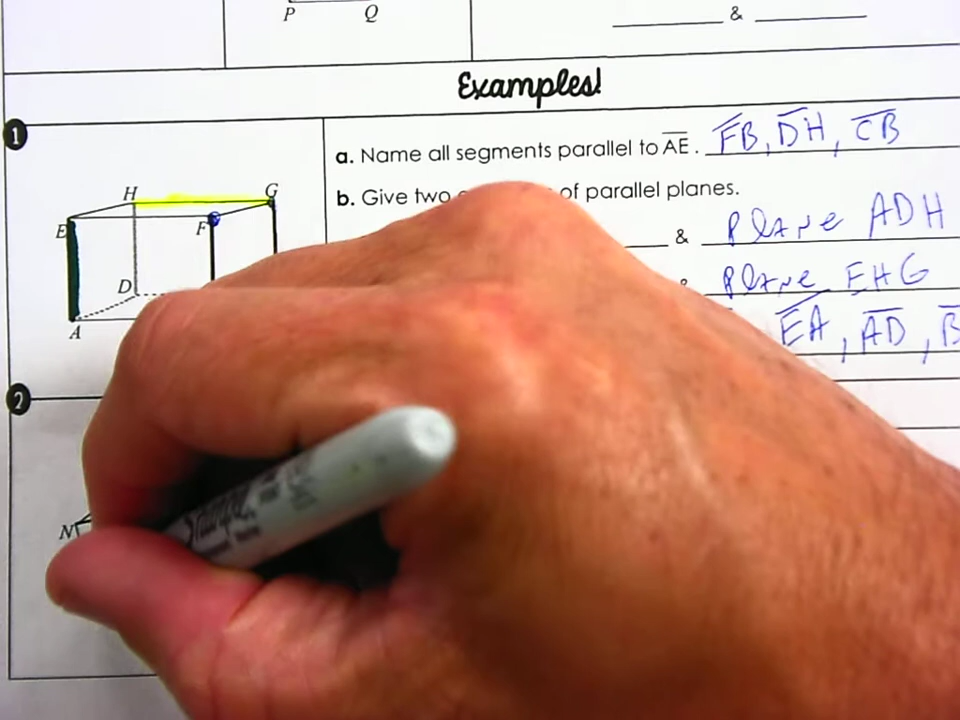 P Q
&
Examples!
1
a. Name all segments parallel to AE. FB, DH, CB
b. Give two of parallel planes.
H G
E F
& Plane ADH
D
Plane EHG
A
EA, AD, B
2
N